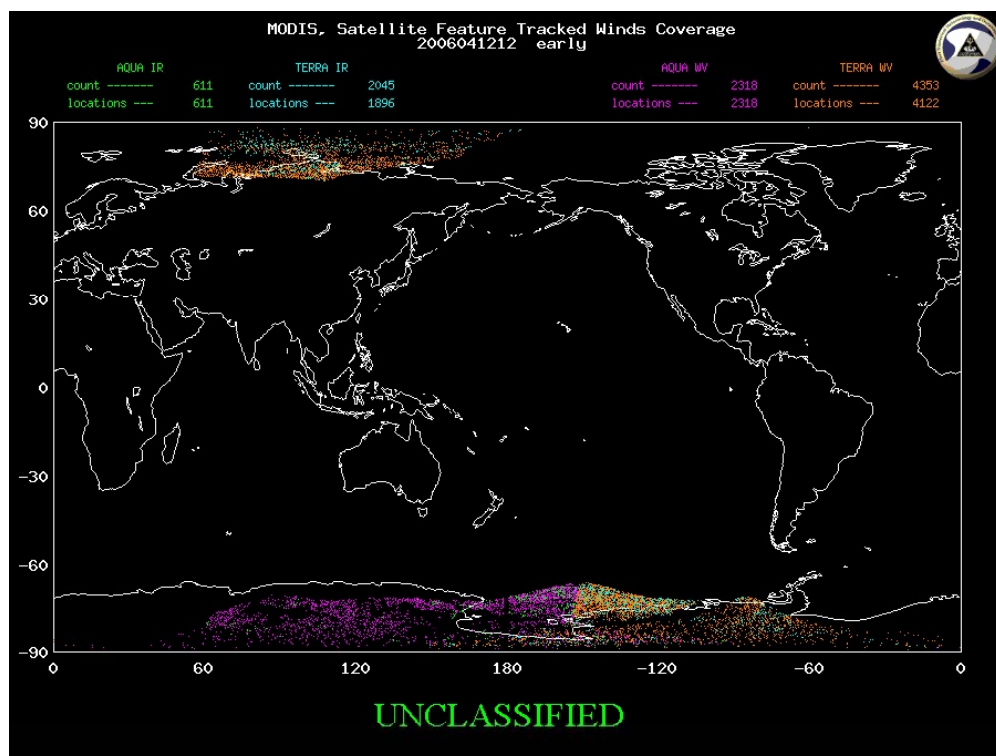 MODIS, Satellite Feature Tracked Winds Coverage
2006041212 early
AQUA IR TERRA IR AQUA WV TERRA WV
count ------- 611 count ------- 2045 count ------- 2318 count ------- 4353
locations --- 611 locations --- 1896 locations --- 2318 locations --- 4122
90
60
30
0
-30
-60
-90
0 60 120 180 -120 -60 0
UNCLASSIFIED